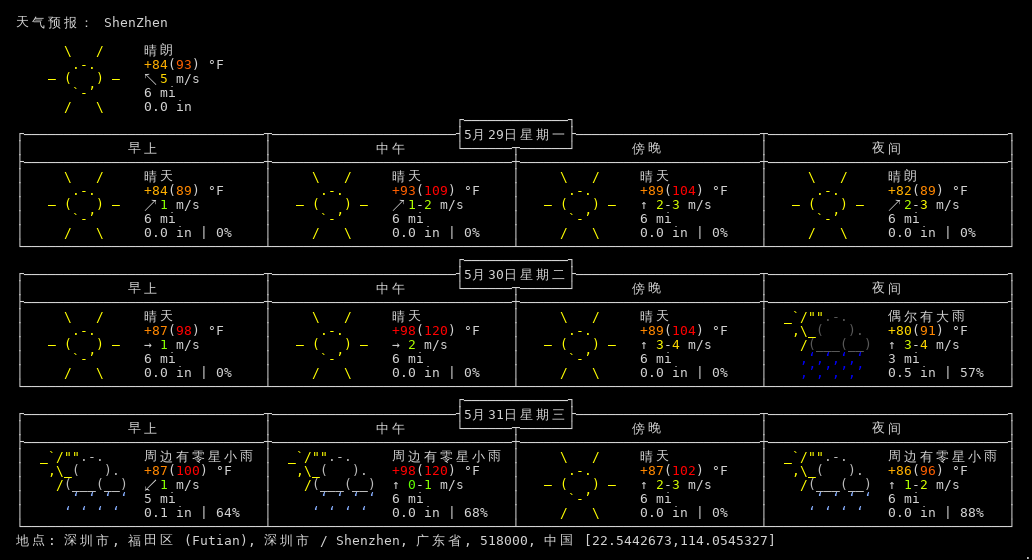 天气预报： ShenZhen
晴朗
+84(93) °F
↖ 5 m/s
6 mi
0.0 in
5月29日星期一
早上 中午 傍晚 夜间
晴天 晴天 晴天 晴朗
+84(89) °F +93(109) °F +89(104) °F +82(89) °F
↗ 1 m/s ↗ 1-2 m/s ↑ 2-3 m/s ↗ 2-3 m/s
6 mi 6 mi 6 mi 6 mi
0.0 in | 0% 0.0 in | 0% 0.0 in | 0% 0.0 in | 0%
5月30日星期二
早上 中午 傍晚 夜间
晴天 晴天 晴天 偶尔有大雨
+87(98) °F +98(120) °F +89(104) °F +80(91) °F
→ 1 m/s → 2 m/s ↑ 3-4 m/s ↑ 3-4 m/s
6 mi 6 mi 6 mi 3 mi
0.0 in | 0% 0.0 in | 0% 0.0 in | 0% 0.5 in | 57%
5月31日星期三
早上 中午 傍晚 夜间
周边有零星小雨 周边有零星小雨 晴天 周边有零星小雨
+87(100) °F +98(120) °F +87(102) °F +86(96) °F
↙ 1 m/s ↑ 0-1 m/s ↑ 2-3 m/s ↑ 1-2 m/s
5 mi 6 mi 6 mi 6 mi
0.1 in | 64% 0.0 in | 68% 0.0 in | 0% 0.0 in | 88%
地点: 深圳市, 福田区 (Futian), 深圳市 / Shenzhen, 广东省, 518000, 中国 [22.5442673,114.0545327]